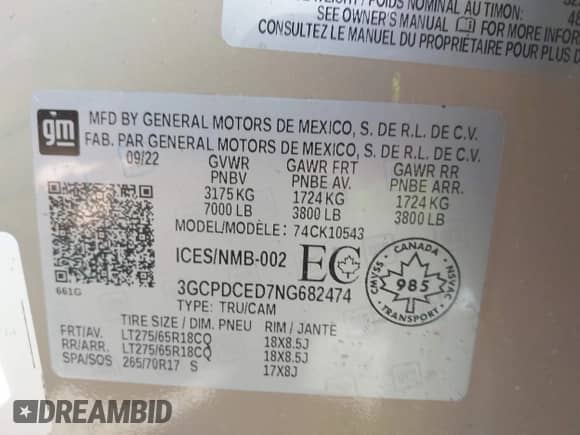 WEIGHT / POIDS NOMINAL AU TIMON:
SEE OWNER'S MANUAL FOR MORE INFOR
CONSULTEZ LE MANUEL DU PROPRIÉTAIRE POUR PLUS D
gm
MFD BY GENERAL MOTORS DE MEXICO, S. DE R.L. DE C.V.
FAB. PAR GENERAL MOTORS DE MEXICO, S. DE R.L. DE C.V.
09/22 GVWR GAWR FRT GAWR RR
PNBV PNBE AV. PNBE ARR.
3175 KG 1724 KG 1724 KG
7000 LB 3800 LB 3800 LB
MODEL/MODÈLE: 74CK10543
ICES/NMB-002 EC
CANADA
CMVSS 985 NSVAC
TRANSPORT
661G
3GCPDCED7NG682474
TYPE: TRU/CAM
TIRE SIZE / DIM. PNEU RIM / JANTE
FRT/AV. LT275/65R18CQ 18X8.5J
RR/ARR. LT275/65R18CQ 18X8.5J
SPA/SOS 265/70R17 S 17X8J
DREAMBID